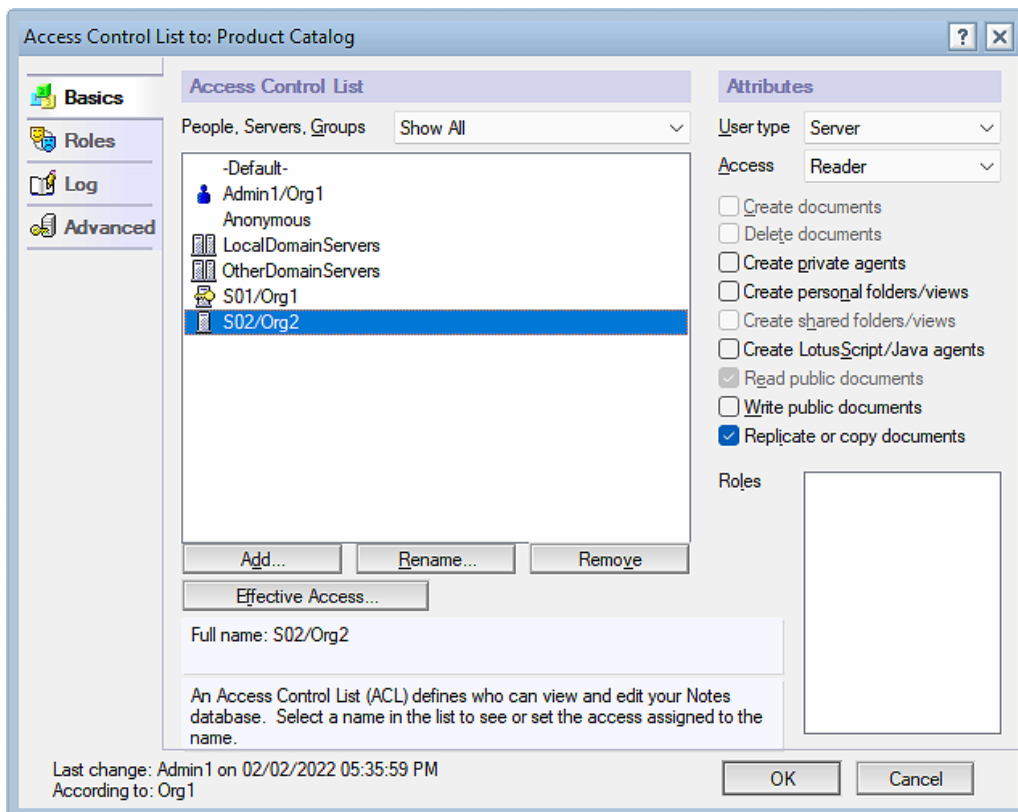 Access Control List to: Product Catalog
?
Basics
Roles
Log
Advanced
Access Control List
People, Servers, Groups
Show All
-Default-
Admin1/Org1
Anonymous
LocalDomainServers
OtherDomainServers
S01/Org1
S02/Org2
Add...
Rename...
Remove
Effective Access...
Full name: S02/Org2
An Access Control List (ACL) defines who can view and edit your Notes
database. Select a name in the list to see or set the access assigned to the
name.
Attributes
User type
Server
Access
Reader
Create documents
Delete documents
Create private agents
Create personal folders/views
Create shared folders/views
Create LotusScript/Java agents
Read public documents
Write public documents
Replicate or copy documents
Roles
Last change: Admin1 on 02/02/2022 05:35:59 PM
According to: Org1
OK
Cancel